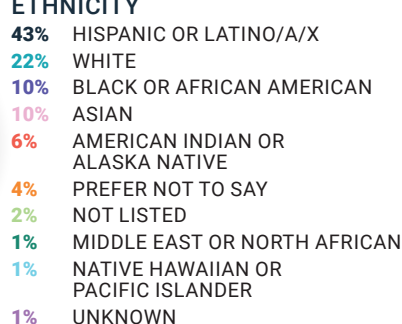 ETHNICITY
43% HISPANIC OR LATINO/A/X
22% WHITE
10% BLACK OR AFRICAN AMERICAN
10% ASIAN
6% AMERICAN INDIAN OR
ALASKA NATIVE
4% PREFER NOT TO SAY
2% NOT LISTED
1% MIDDLE EAST OR NORTH AFRICAN
1% NATIVE HAWAIIAN OR
PACIFIC ISLANDER
1% UNKNOWN